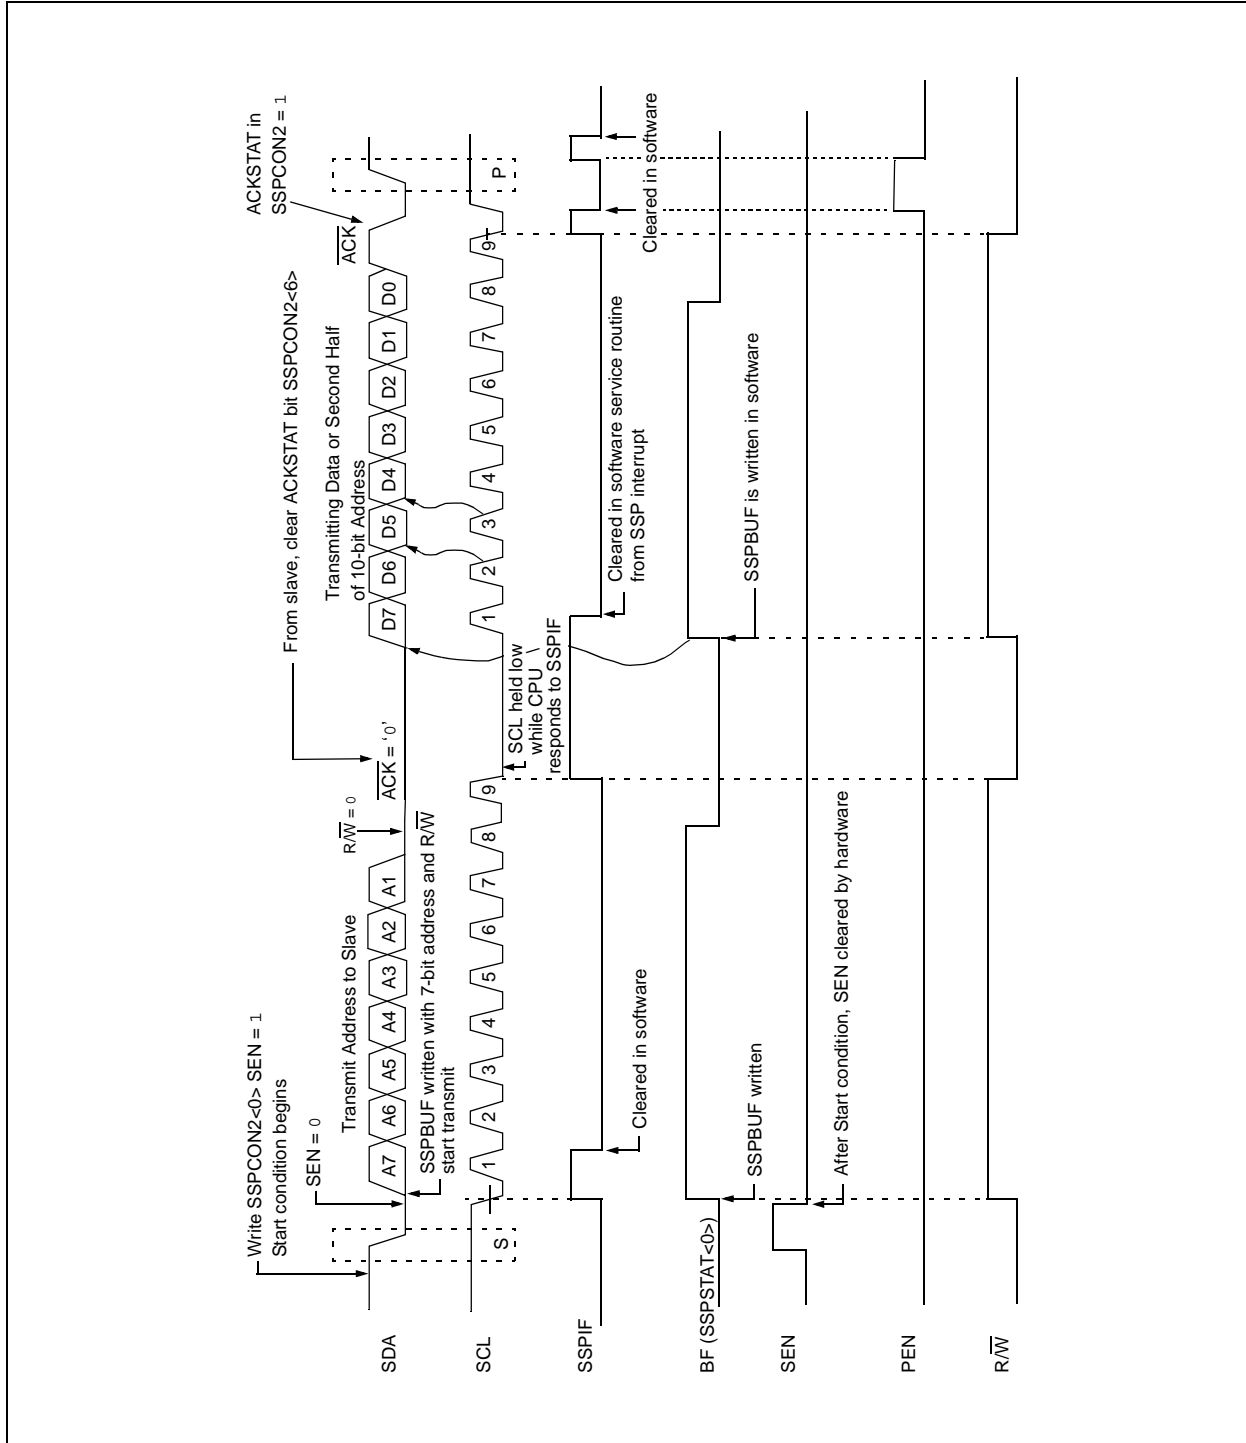 Write SSPCON2<0> SEN = 1
Start condition begins
From slave, clear ACKSTAT bit SSPCON2<6>
ACKSTAT in
SSPCON2 = 1
SEN = 0
Transmit Address to Slave
R/W = 0
ACK = '0'
Transmitting Data or Second Half
of 10-bit Address
ACK
SDA
A7 A6 A5 A4 A3 A2 A1
D7 D6 D5 D4 D3 D2 D1 D0
SSPBUF written with 7-bit address and R/W
start transmit
SCL
S
1 2 3 4 5 6 7 8 9
1 2 3 4 5 6 7 8 9
P
SCL held low
while CPU
responds to SSPIF
SSPIF
Cleared in software
Cleared in software service routine
from SSP interrupt
Cleared in software
BF (SSPSTAT<0>)
SSPBUF written
SSPBUF is written in software
SEN
After Start condition, SEN cleared by hardware
PEN
R/W